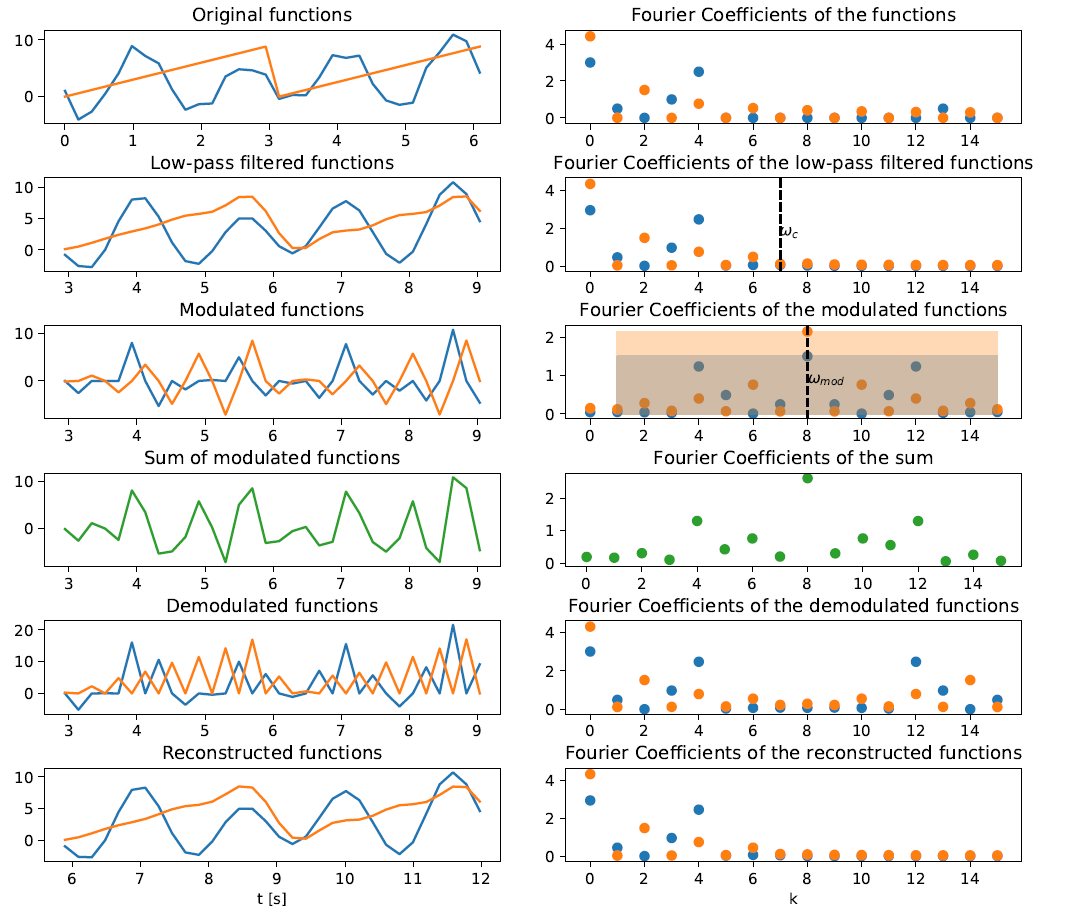 Original functions
Fourier Coefficients of the functions
10
0
0 1 2 3 4 5 6
4
2
0
0 2 4 6 8 10 12 14
Low-pass filtered functions
Fourier Coefficients of the low-pass filtered functions
10
5
0
3 4 5 6 7 8 9
4
2
0
ω_c
0 2 4 6 8 10 12 14
Modulated functions
Fourier Coefficients of the modulated functions
10
0
3 4 5 6 7 8 9
2
1
0
ω_mod
0 2 4 6 8 10 12 14
Sum of modulated functions
Fourier Coefficients of the sum
10
0
3 4 5 6 7 8 9
2
1
0
0 2 4 6 8 10 12 14
Demodulated functions
Fourier Coefficients of the demodulated functions
20
10
0
3 4 5 6 7 8 9
4
2
0
0 2 4 6 8 10 12 14
Reconstructed functions
Fourier Coefficients of the reconstructed functions
10
5
0
6 7 8 9 10 11 12
t [s]
4
2
0
0 2 4 6 8 10 12 14
k